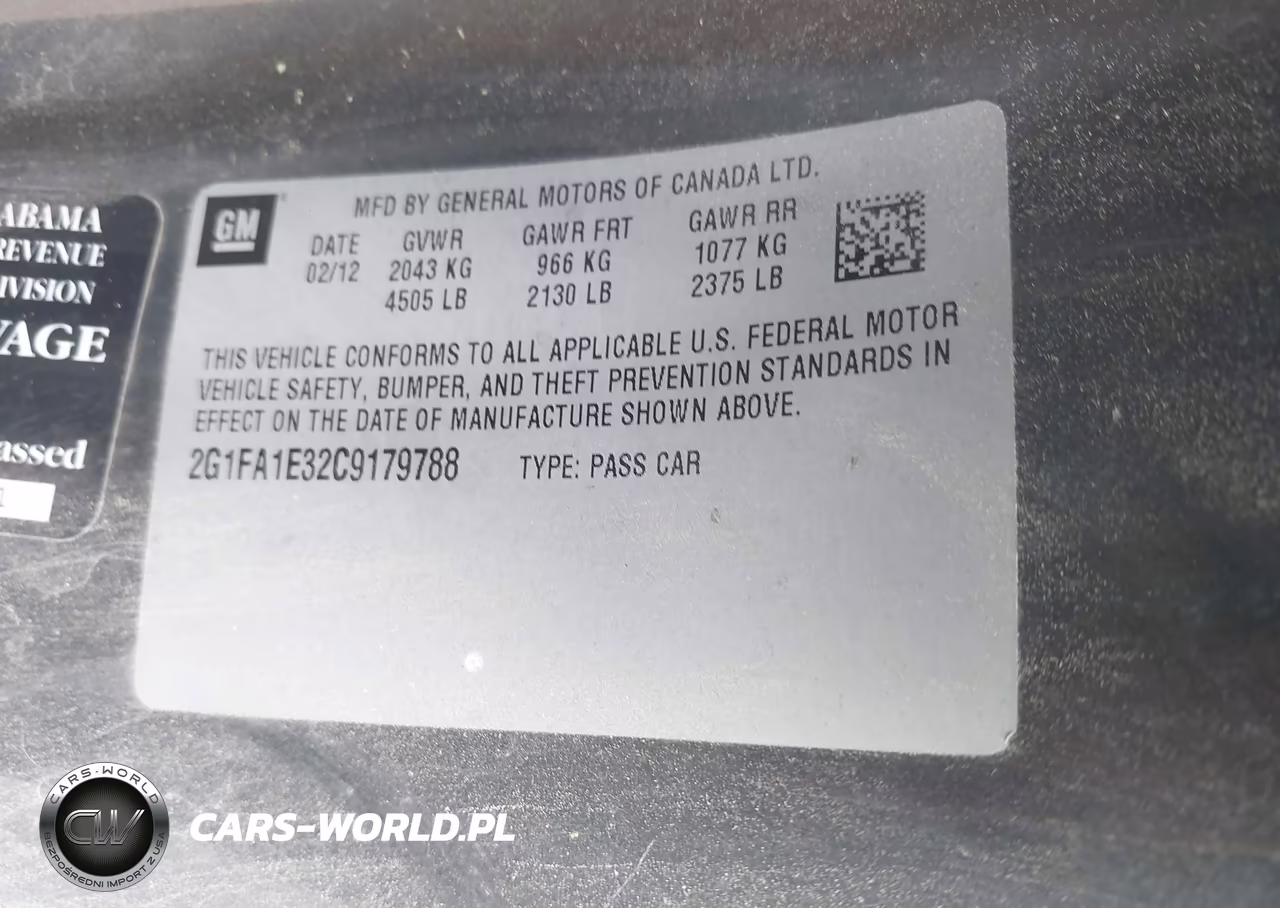 ABAMA
REVENUE
IVISION
VAGE
assed
1
GM
MFD BY GENERAL MOTORS OF CANADA LTD.
DATE GVWR GAWR FRT GAWR RR
02/12 2043 KG 966 KG 1077 KG
4505 LB 2130 LB 2375 LB
THIS VEHICLE CONFORMS TO ALL APPLICABLE U.S. FEDERAL MOTOR
VEHICLE SAFETY, BUMPER, AND THEFT PREVENTION STANDARDS IN
EFFECT ON THE DATE OF MANUFACTURE SHOWN ABOVE.
2G1FA1E32C9179788 TYPE: PASS CAR
CARS-WORLD
CW
BEZPOŚREDNI IMPORT Z USA
CARS-WORLD.PL